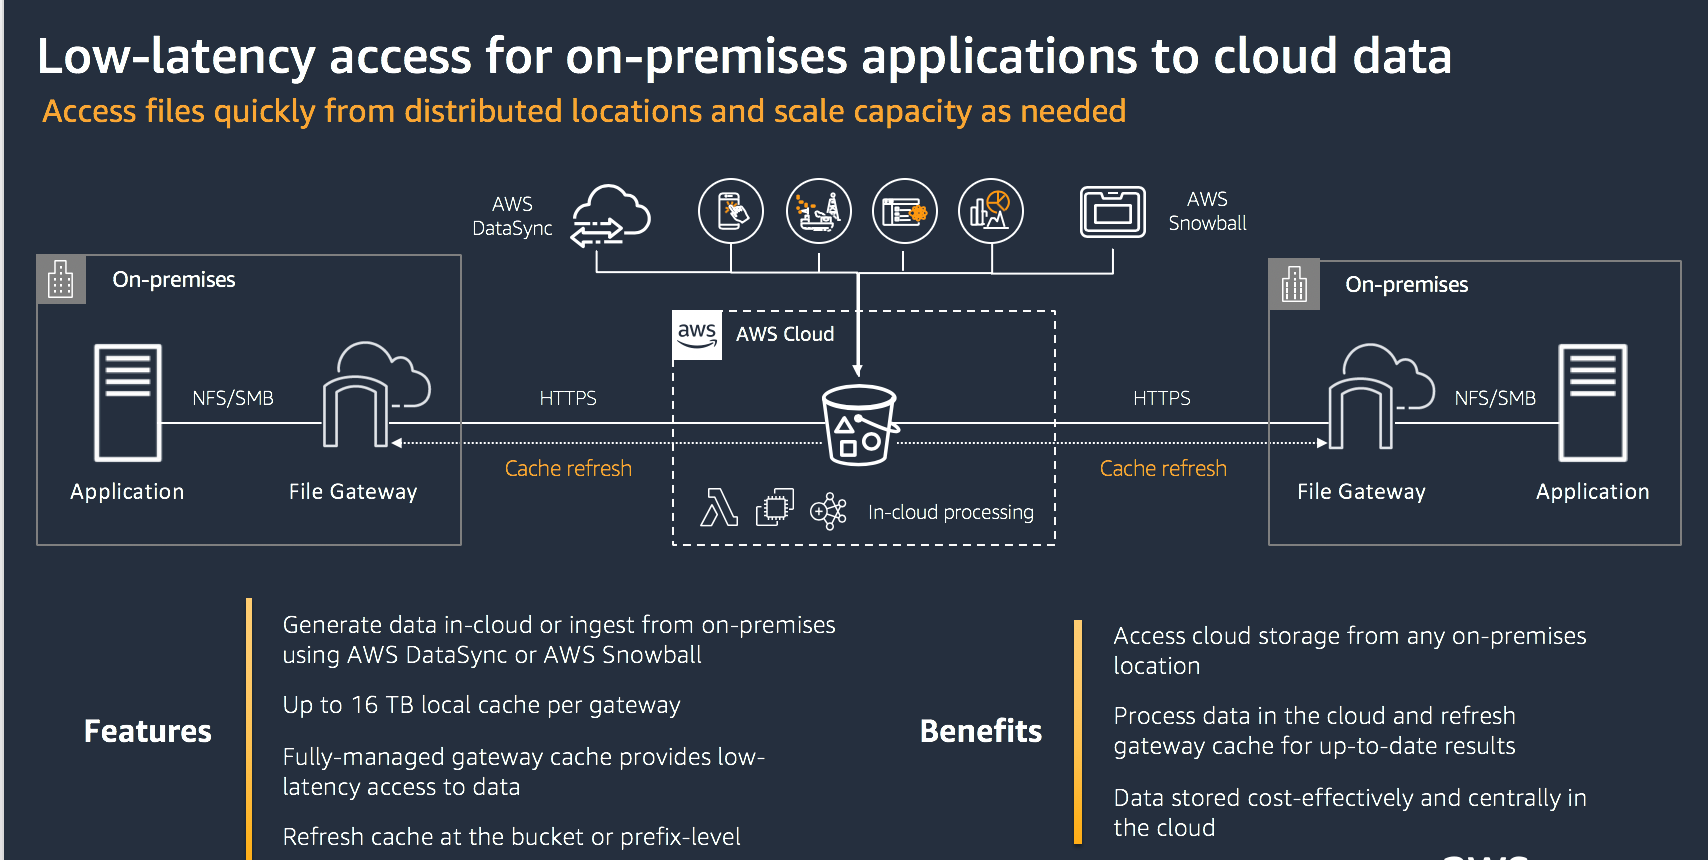 Low-latency access for on-premises applications to cloud data
Access files quickly from distributed locations and scale capacity as needed
AWS
DataSync
AWS
Snowball
On-premises
NFS/SMB
Application
File Gateway
HTTPS
Cache refresh
aws
AWS Cloud
In-cloud processing
HTTPS
Cache refresh
On-premises
NFS/SMB
File Gateway
Application
Features
Generate data in-cloud or ingest from on-premises
using AWS DataSync or AWS Snowball
Up to 16 TB local cache per gateway
Fully-managed gateway cache provides low-
latency access to data
Refresh cache at the bucket or prefix-level
Benefits
Access cloud storage from any on-premises
location
Process data in the cloud and refresh
gateway cache for up-to-date results
Data stored cost-effectively and centrally in
the cloud
aws